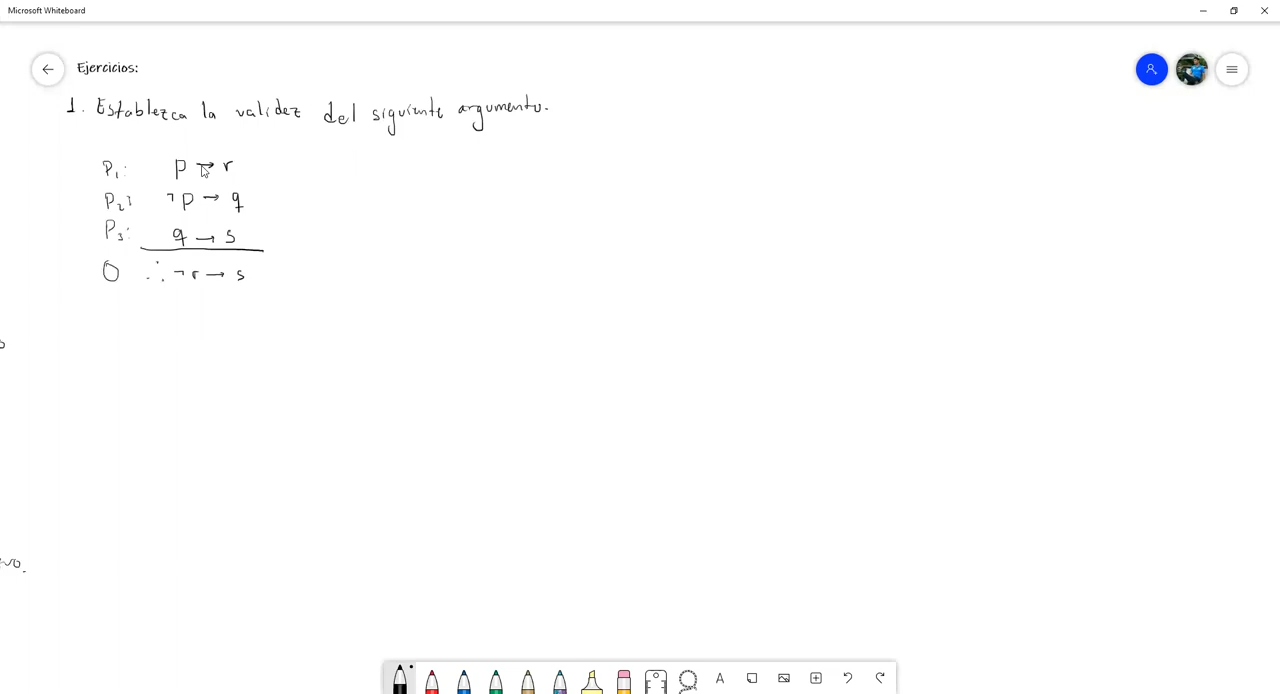 Microsoft Whiteboard
Ejercicios:
1. Establezca la validez del siguiente argumento.
P₁: p → r
P₂: ¬p → q
P₃: q → s
Q ∴ ¬r → s